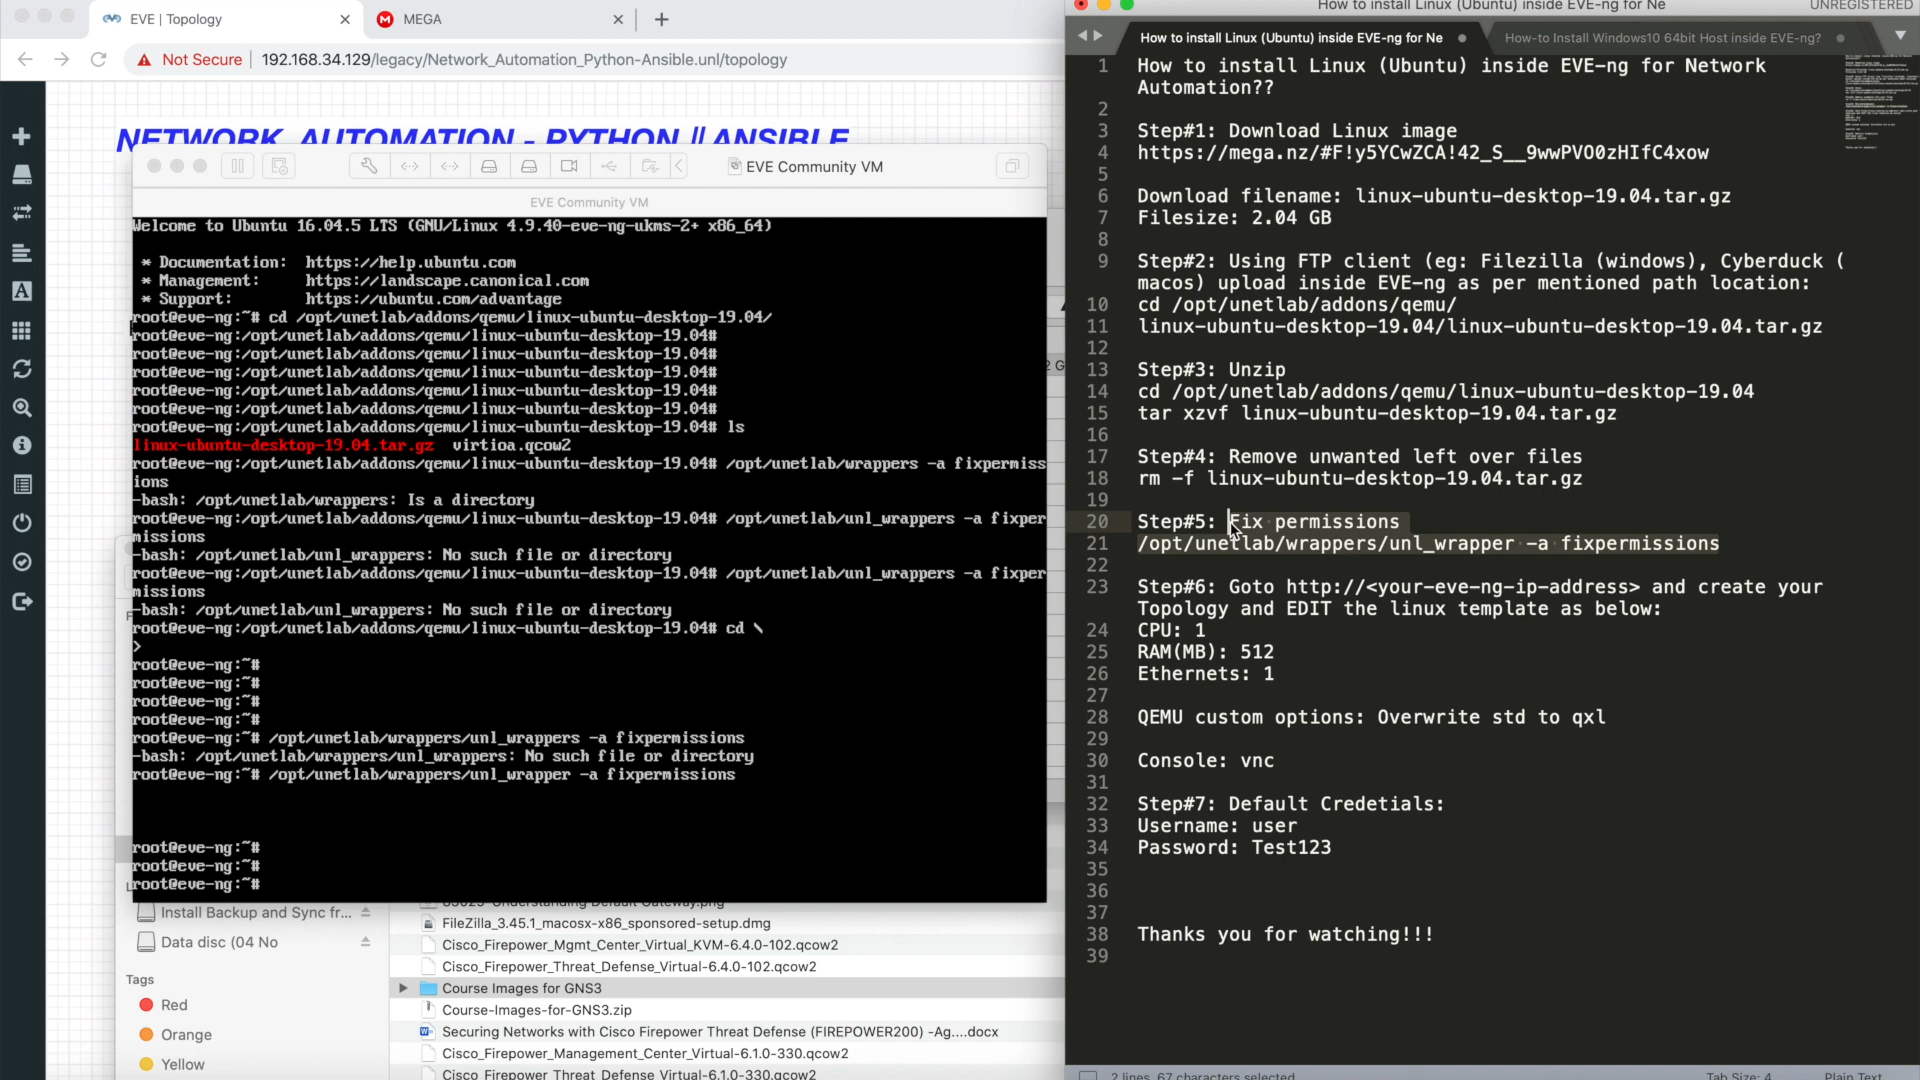 EVE | Topology
MEGA
Not Secure
192.168.34.129/legacy/Network_Automation_Python-Ansible.unl/topology
NETWORK AUTOMATION - PYTHON || ANSIBLE
EVE Community VM
EVE Community VM
Welcome to Ubuntu 16.04.5 LTS (GNU/Linux 4.9.40-eve-ng-ukms-2+ x86_64)
* Documentation:  https://help.ubuntu.com
* Management:     https://landscape.canonical.com
* Support:        https://ubuntu.com/advantage
root@eve-ng:~# cd /opt/unetlab/addons/qemu/linux-ubuntu-desktop-19.04/
root@eve-ng:/opt/unetlab/addons/qemu/linux-ubuntu-desktop-19.04#
root@eve-ng:/opt/unetlab/addons/qemu/linux-ubuntu-desktop-19.04#
root@eve-ng:/opt/unetlab/addons/qemu/linux-ubuntu-desktop-19.04#
root@eve-ng:/opt/unetlab/addons/qemu/linux-ubuntu-desktop-19.04#
root@eve-ng:/opt/unetlab/addons/qemu/linux-ubuntu-desktop-19.04#
root@eve-ng:/opt/unetlab/addons/qemu/linux-ubuntu-desktop-19.04# ls
linux-ubuntu-desktop-19.04.tar.gz  virtioa.qcow2
root@eve-ng:/opt/unetlab/addons/qemu/linux-ubuntu-desktop-19.04# /opt/unetlab/wrappers -a fixpermiss
ions
-bash: /opt/unetlab/wrappers: Is a directory
root@eve-ng:/opt/unetlab/addons/qemu/linux-ubuntu-desktop-19.04# /opt/unetlab/unl_wrappers -a fixper
missions
-bash: /opt/unetlab/unl_wrappers: No such file or directory
root@eve-ng:/opt/unetlab/addons/qemu/linux-ubuntu-desktop-19.04# /opt/unetlab/unl_wrappers -a fixper
missions
-bash: /opt/unetlab/unl_wrappers: No such file or directory
root@eve-ng:/opt/unetlab/addons/qemu/linux-ubuntu-desktop-19.04# cd \
>
root@eve-ng:~#
root@eve-ng:~#
root@eve-ng:~#
root@eve-ng:~#
root@eve-ng:~# /opt/unetlab/wrappers/unl_wrappers -a fixpermissions
-bash: /opt/unetlab/wrappers/unl_wrappers: No such file or directory
root@eve-ng:~# /opt/unetlab/wrappers/unl_wrapper -a fixpermissions
root@eve-ng:~#
root@eve-ng:~#
root@eve-ng:~#
Install Backup and Sync fr...
Data disc (04 No
Tags
Red
Orange
Yellow
Understanding Default Gateway.png
FileZilla_3.45.1_macosx-x86_sponsored-setup.dmg
Cisco_Firepower_Mgmt_Center_Virtual_KVM-6.4.0-102.qcow2
Cisco_Firepower_Threat_Defense_Virtual-6.4.0-102.qcow2
Course Images for GNS3
Course-Images-for-GNS3.zip
Securing Networks with Cisco Firepower Threat Defense (FIREPOWER200) -Ag....docx
Cisco_Firepower_Management_Center_Virtual-6.1.0-330.qcow2
Cisco_Firepower_Threat_Defense_Virtual-6.1.0-330.qcow2
How to install Linux (Ubuntu) inside EVE-ng for Ne
UNREGISTERED
How to install Linux (Ubuntu) inside EVE-ng for Ne
How-to Install Windows10 64bit Host inside EVE-ng?
1 How to install Linux (Ubuntu) inside EVE-ng for Network
Automation??
2
3 Step#1: Download Linux image
4 https://mega.nz/#F!y5YCwZCA!42_S__9wwPVO0zHIfC4xow
5
6 Download filename: linux-ubuntu-desktop-19.04.tar.gz
7 Filesize: 2.04 GB
8
9 Step#2: Using FTP client (eg: Filezilla (windows), Cyberduck (
macos) upload inside EVE-ng as per mentioned path location:
10 cd /opt/unetlab/addons/qemu/
11 linux-ubuntu-desktop-19.04/linux-ubuntu-desktop-19.04.tar.gz
12
13 Step#3: Unzip
14 cd /opt/unetlab/addons/qemu/linux-ubuntu-desktop-19.04
15 tar xzvf linux-ubuntu-desktop-19.04.tar.gz
16
17 Step#4: Remove unwanted left over files
18 rm -f linux-ubuntu-desktop-19.04.tar.gz
19
20 Step#5: Fix permissions
21 /opt/unetlab/wrappers/unl_wrapper -a fixpermissions
22
23 Step#6: Goto http://<your-eve-ng-ip-address> and create your
Topology and EDIT the linux template as below:
24 CPU: 1
25 RAM(MB): 512
26 Ethernets: 1
27
28 QEMU custom options: Overwrite std to qxl
29
30 Console: vnc
31
32 Step#7: Default Credetials:
33 Username: user
34 Password: Test123
35
36
37
38 Thanks you for watching!!!
39
2 lines, 67 characters selected
Tab Size: 4
Plain Text